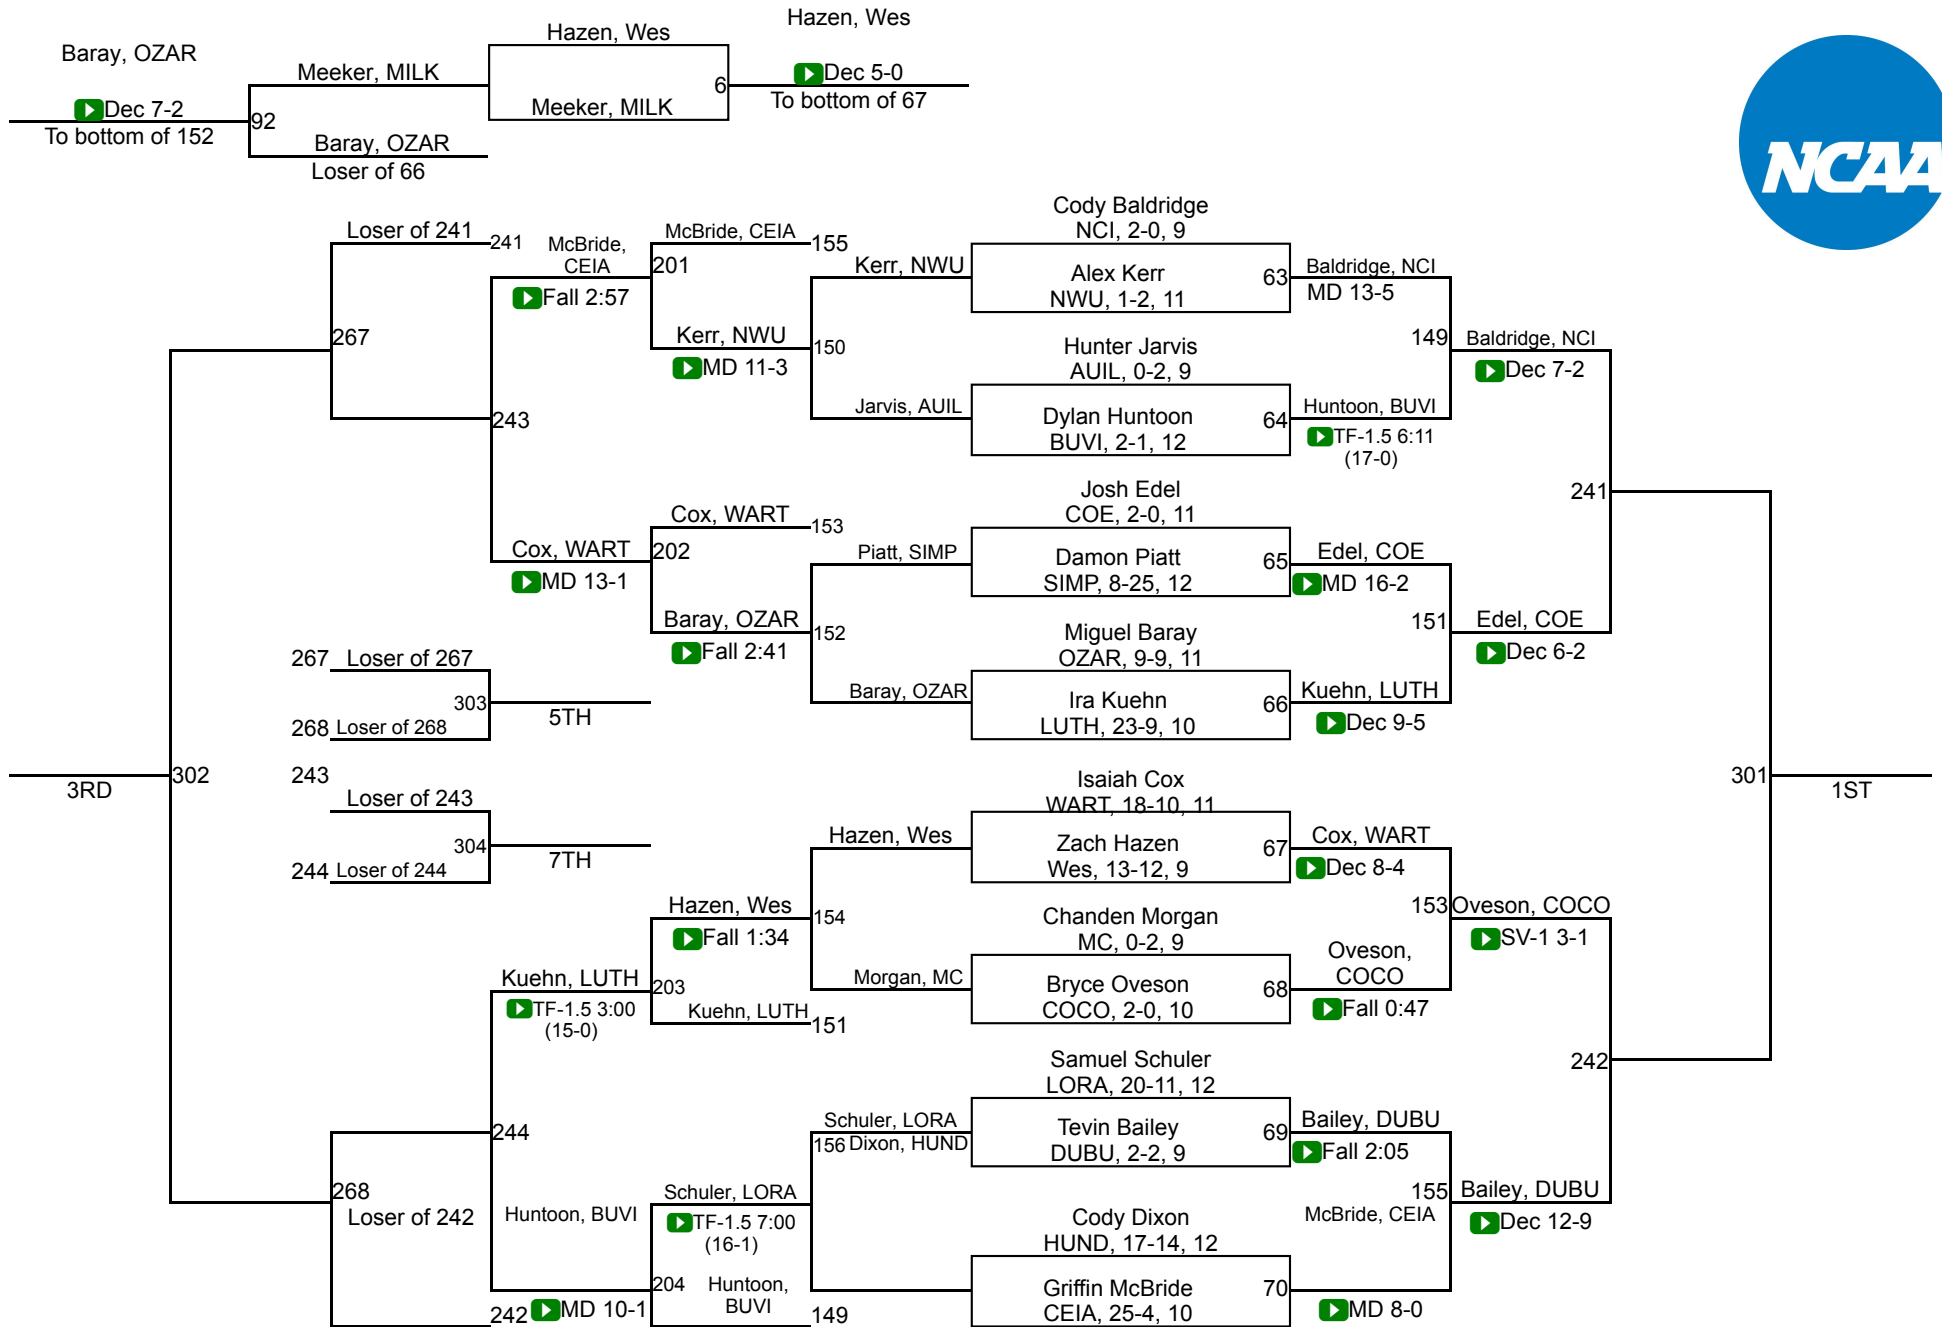 Hazen, Wes
Hazen, Wes
Baray, OZAR
Meeker, MILK
6
Dec 5-0
Meeker, MILK
To bottom of 67
Dec 7-2
92
To bottom of 152
Baray, OZAR
Loser of 66
NCAA
Cody Baldridge
NCI, 2-0, 9
Loser of 241
241
McBride,
CEIA
McBride, CEIA
155
201
Kerr, NWU
Alex Kerr
NWU, 1-2, 11
63
Baldridge, NCI
MD 13-5
Fall 2:57
267
Kerr, NWU
150
MD 11-3
Hunter Jarvis
AUIL, 0-2, 9
149
Baldridge, NCI
Dec 7-2
243
Jarvis, AUIL
Dylan Huntoon
BUVI, 2-1, 12
64
Huntoon, BUVI
TF-1.5 6:11
(17-0)
Josh Edel
COE, 2-0, 11
241
Cox, WART
153
Cox, WART
202
MD 13-1
Piatt, SIMP
Damon Piatt
SIMP, 8-25, 12
65
Edel, COE
MD 16-2
Baray, OZAR
152
Fall 2:41
Miguel Baray
OZAR, 9-9, 11
151
Edel, COE
Dec 6-2
267
Loser of 267
303
5TH
268
Loser of 268
Baray, OZAR
Ira Kuehn
LUTH, 23-9, 10
66
Kuehn, LUTH
Dec 9-5
3RD
302
243
Loser of 243
304
7TH
244
Loser of 244
Isaiah Cox
WART, 18-10, 11
301
1ST
Hazen, Wes
Zach Hazen
Wes, 13-12, 9
67
Cox, WART
Dec 8-4
Hazen, Wes
154
Fall 1:34
Chanden Morgan
MC, 0-2, 9
153
Oveson, COCO
SV-1 3-1
Kuehn, LUTH
203
TF-1.5 3:00
(15-0)
Kuehn, LUTH
151
Morgan, MC
Bryce Oveson
COCO, 2-0, 10
68
Oveson,
COCO
Fall 0:47
Samuel Schuler
LORA, 20-11, 12
242
244
Schuler, LORA
156
Dixon, HUND
Tevin Bailey
DUBU, 2-2, 9
69
Bailey, DUBU
Fall 2:05
268
Loser of 242
Huntoon, BUVI
Schuler, LORA
TF-1.5 7:00
(16-1)
Cody Dixon
HUND, 17-14, 12
155
McBride, CEIA
Bailey, DUBU
Dec 12-9
204
Huntoon,
BUVI
Griffin McBride
CEIA, 25-4, 10
70
242
MD 10-1
149
MD 8-0